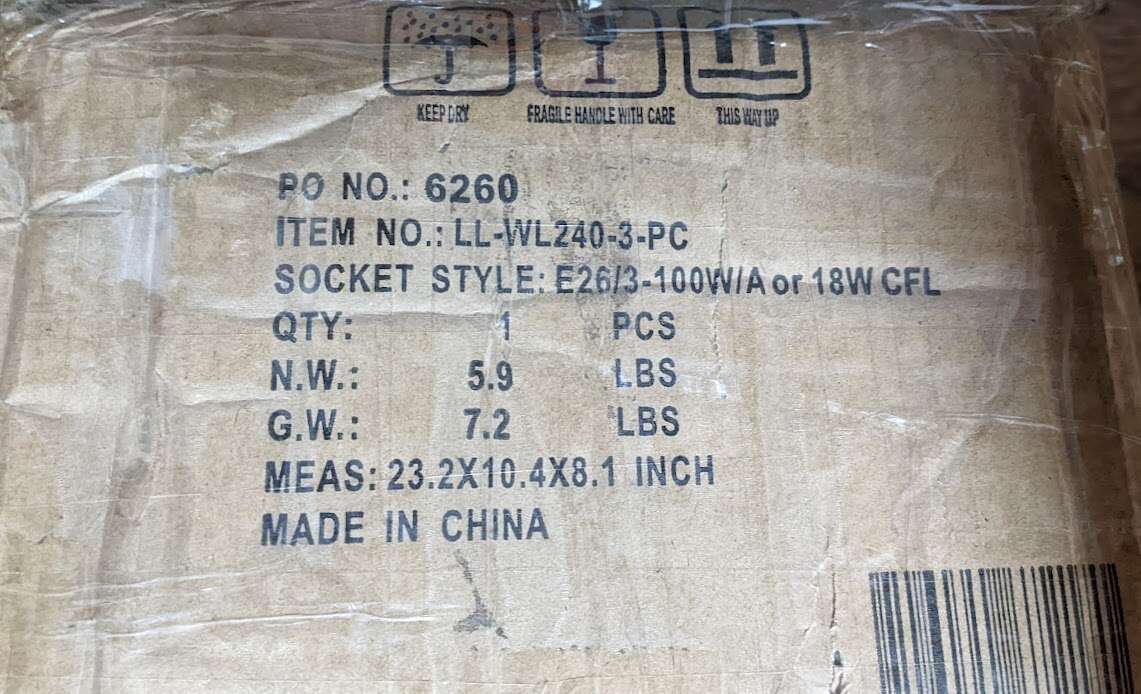 KEEP DRY FRAGILE HANDLE WITH CARE THIS WAY UP
PO NO.: 6260
ITEM NO.: LL-WL240-3-PC
SOCKET STYLE: E26/3-100W/A or 18W CFL
QTY: 1 PCS
N.W.: 5.9 LBS
G.W.: 7.2 LBS
MEAS: 23.2X10.4X8.1 INCH
MADE IN CHINA